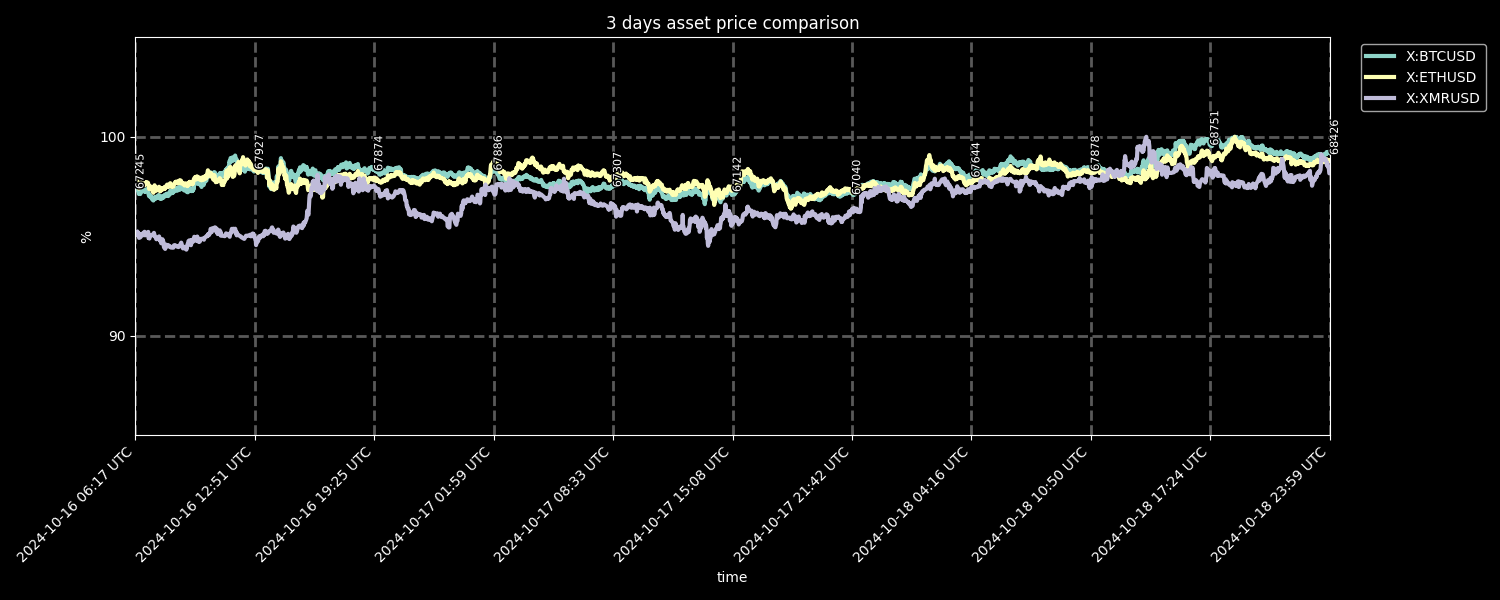 3 days asset price comparison
X:BTCUSD
X:ETHUSD
X:XMRUSD
100
90
%
67245
67927
67874
67886
67307
67142
67040
67644
67878
68751
68426
2024-10-16 06:17 UTC
2024-10-16 12:51 UTC
2024-10-16 19:25 UTC
2024-10-17 01:59 UTC
2024-10-17 08:33 UTC
2024-10-17 15:08 UTC
2024-10-17 21:42 UTC
2024-10-18 04:16 UTC
2024-10-18 10:50 UTC
2024-10-18 17:24 UTC
2024-10-18 23:59 UTC
time